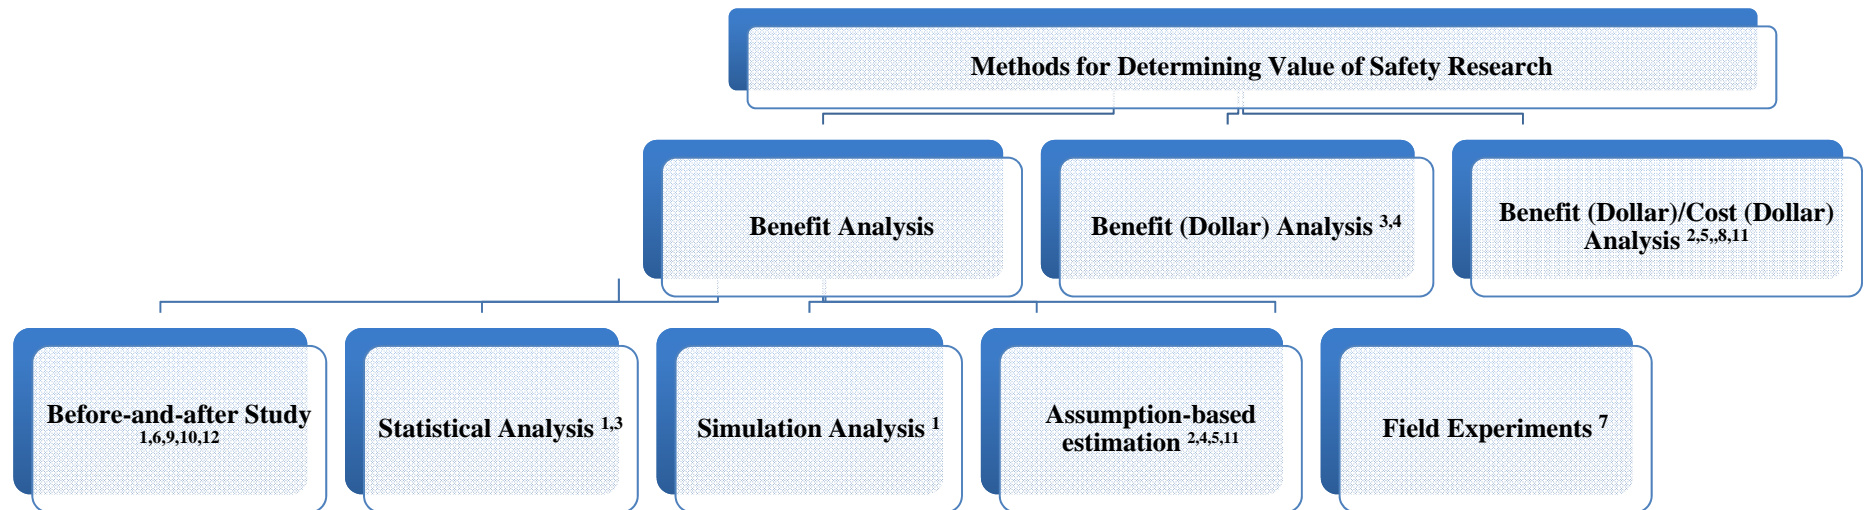 Methods for Determining Value of Safety Research
Benefit Analysis
Benefit (Dollar) Analysis 3,4
Benefit (Dollar)/Cost (Dollar)
Analysis 2,5,,8,11
Before-and-after Study
1,6,9,10,12
Statistical Analysis 1,3
Simulation Analysis 1
Assumption-based
estimation 2,4,5,11
Field Experiments 7